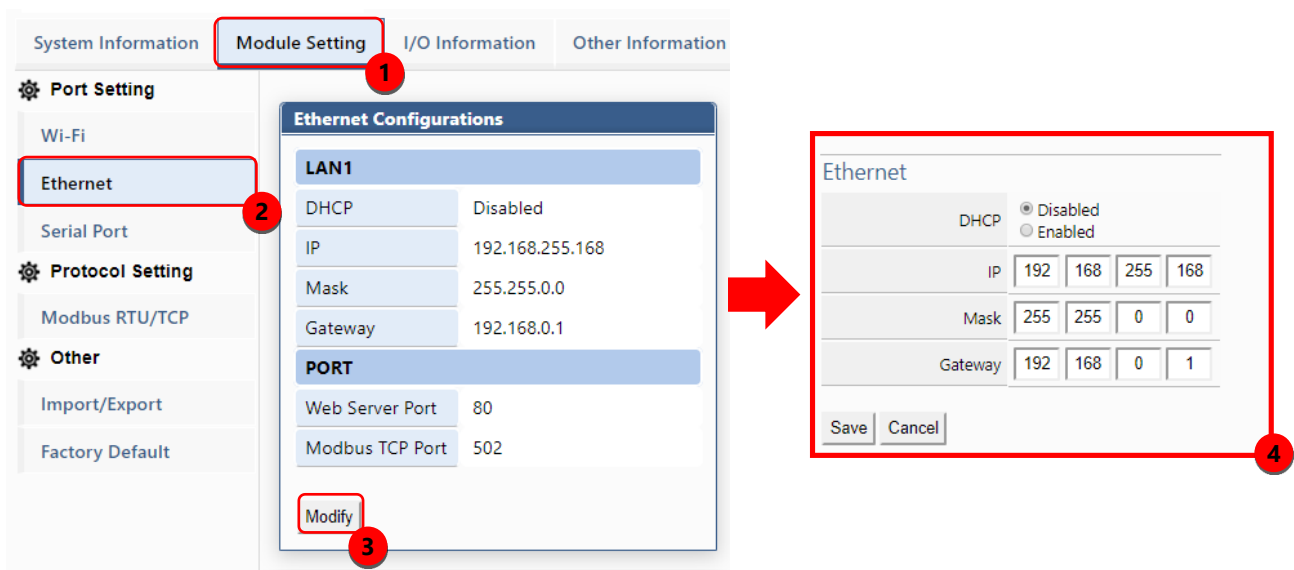 System Information Module Setting I/O Information Other Information
1
Port Setting
Wi-Fi
Ethernet
2
Serial Port
Protocol Setting
Modbus RTU/TCP
Other
Import/Export
Factory Default
Ethernet Configurations
LAN1
DHCP Disabled
IP 192.168.255.168
Mask 255.255.0.0
Gateway 192.168.0.1
PORT
Web Server Port 80
Modbus TCP Port 502
Modify
3
Ethernet
DHCP Disabled
Enabled
IP 192 168 255 168
Mask 255 255 0 0
Gateway 192 168 0 1
Save Cancel
4